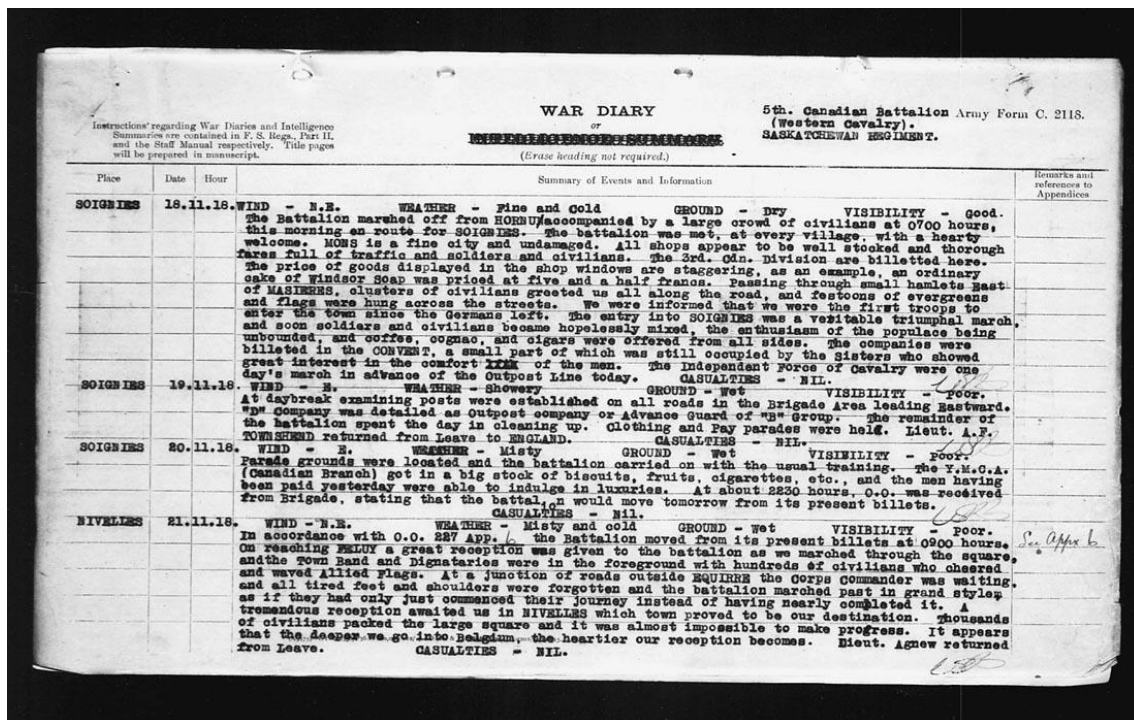 WAR DIARY
or
INTELLIGENCE SUMMARY
(Erase heading not required.)
5th. Canadian Battalion Army Form C. 2118.
(Western Cavalry).
SASKATCHEWAN REGIMENT.
Instructions regarding War Diaries and Intelligence
Summaries are contained in F. S. Regs., Part II,
and the Staff Manual respectively. Title pages
will be prepared in manuscript.
Place Date Hour Summary of Events and Information Remarks and
references to
Appendices
SOIGNIES 18.11.18. WIND - N.E. WEATHER - Fine and Cold GROUND - Dry VISIBILITY - Good.
The Battalion marched off from HORNU accompanied by a large crowd of civilians at 0700 hours,
this morning en route for SOIGNIES. The battalion was met, at every village, with a hearty
welcome. MONS is a fine city and undamaged. All shops appear to be well stocked and thorough
fares full of traffic and soldiers and civilians. The 3rd. Cdn. Division are billetted here.
The price of goods displayed in the shop windows are staggering, as an example, an ordinary
cake of Windsor Soap was priced at five and a half francs. Passing through small hamlets East
of MASIERES, clusters of civilians greeted us all along the road, and festoons of evergreens
and flags were hung across the streets. We were informed that we were the first troops to
enter the town since the Germans left. The entry into SOIGNIES was a veritable triumphal march,
and soon soldiers and civilians became hopelessly mixed, the enthusiasm of the populace being
unbounded, and coffee, cognac, and cigars were offered from all sides. The companies were
billeted in the CONVENT, a small part of which was still occupied by the Sisters who showed
great interest in the comfort of the men. The Independent Force of Cavalry were one
day's march in advance of the Outpost Line today. CASUALTIES - NIL.
SOIGNIES 19.11.18. WIND - E. WEATHER - Showery GROUND - Wet VISIBILITY - Poor.
At daybreak examining posts were established on all roads in the Brigade Area leading Eastward.
"D" Company was detailed as Outpost company or Advance Guard of "B" Group. The remainder of
the battalion spent the day in cleaning up. Clothing and Pay parades were held. Lieut. A.F.
TOWNSHEND returned from Leave to ENGLAND. CASUALTIES - NIL.
SOIGNIES 20.11.18. WIND - E. WEATHER - Misty GROUND - Wet VISIBILITY - Poor.
Parade grounds were located and the battalion carried on with the usual training. The Y.M.C.A.
(Canadian Branch) got in a big stock of biscuits, fruits, cigarettes, etc., and the men having
been paid yesterday were able to indulge in luxuries. At about 2230 hours, O.O. was received
from Brigade, stating that the battalion would move tomorrow from its present billets.
CASUALTIES - Nil.
NIVELLES 21.11.18. WIND - N.E. WEATHER - Misty and cold GROUND - Wet VISIBILITY - Poor.
In accordance with O.O. 227 App. 6 the Battalion moved from its present billets at 0900 hours. See Appx 6
On reaching FELUY a great reception was given to the battalion as we marched through the square,
andthe Town Band and Dignataries were in the foreground with hundreds of civilians who cheered
and waved Allied Flags. At a junction of roads outside EQUIRRE the Corps Commander was waiting,
and all tired feet and shoulders were forgotten and the battalion marched past in grand style,
as if they had only just commenced their journey instead of having nearly completed it. A
tremendous reception awaited us in NIVELLES which town proved to be our destination. Thousands
of civilians packed the large square and it was almost impossible to make progress. It appears
that the deeper we go into Belgium, the heartier our reception becomes. Lieut. Agnew returned
from Leave. CASUALTIES - NIL.